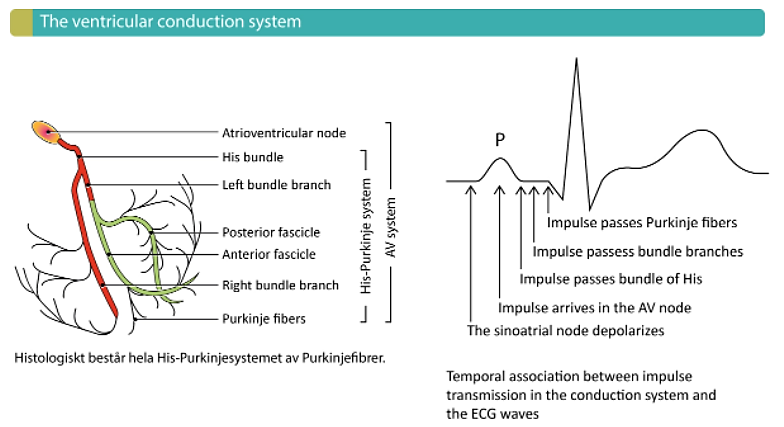 The ventricular conduction system
Atrioventricular node
His bundle
Left bundle branch
Posterior fascicle
Anterior fascicle
Right bundle branch
Purkinje fibers
His-Purkinje system
AV system
Histologiskt består hela His-Purkinjesystemet av Purkinjefibrer.
P
Impulse passes Purkinje fibers
Impulse passess bundle branches
Impulse passes bundle of His
Impulse arrives in the AV node
The sinoatrial node depolarizes
Temporal association between impulse
transmission in the conduction system and
the ECG waves